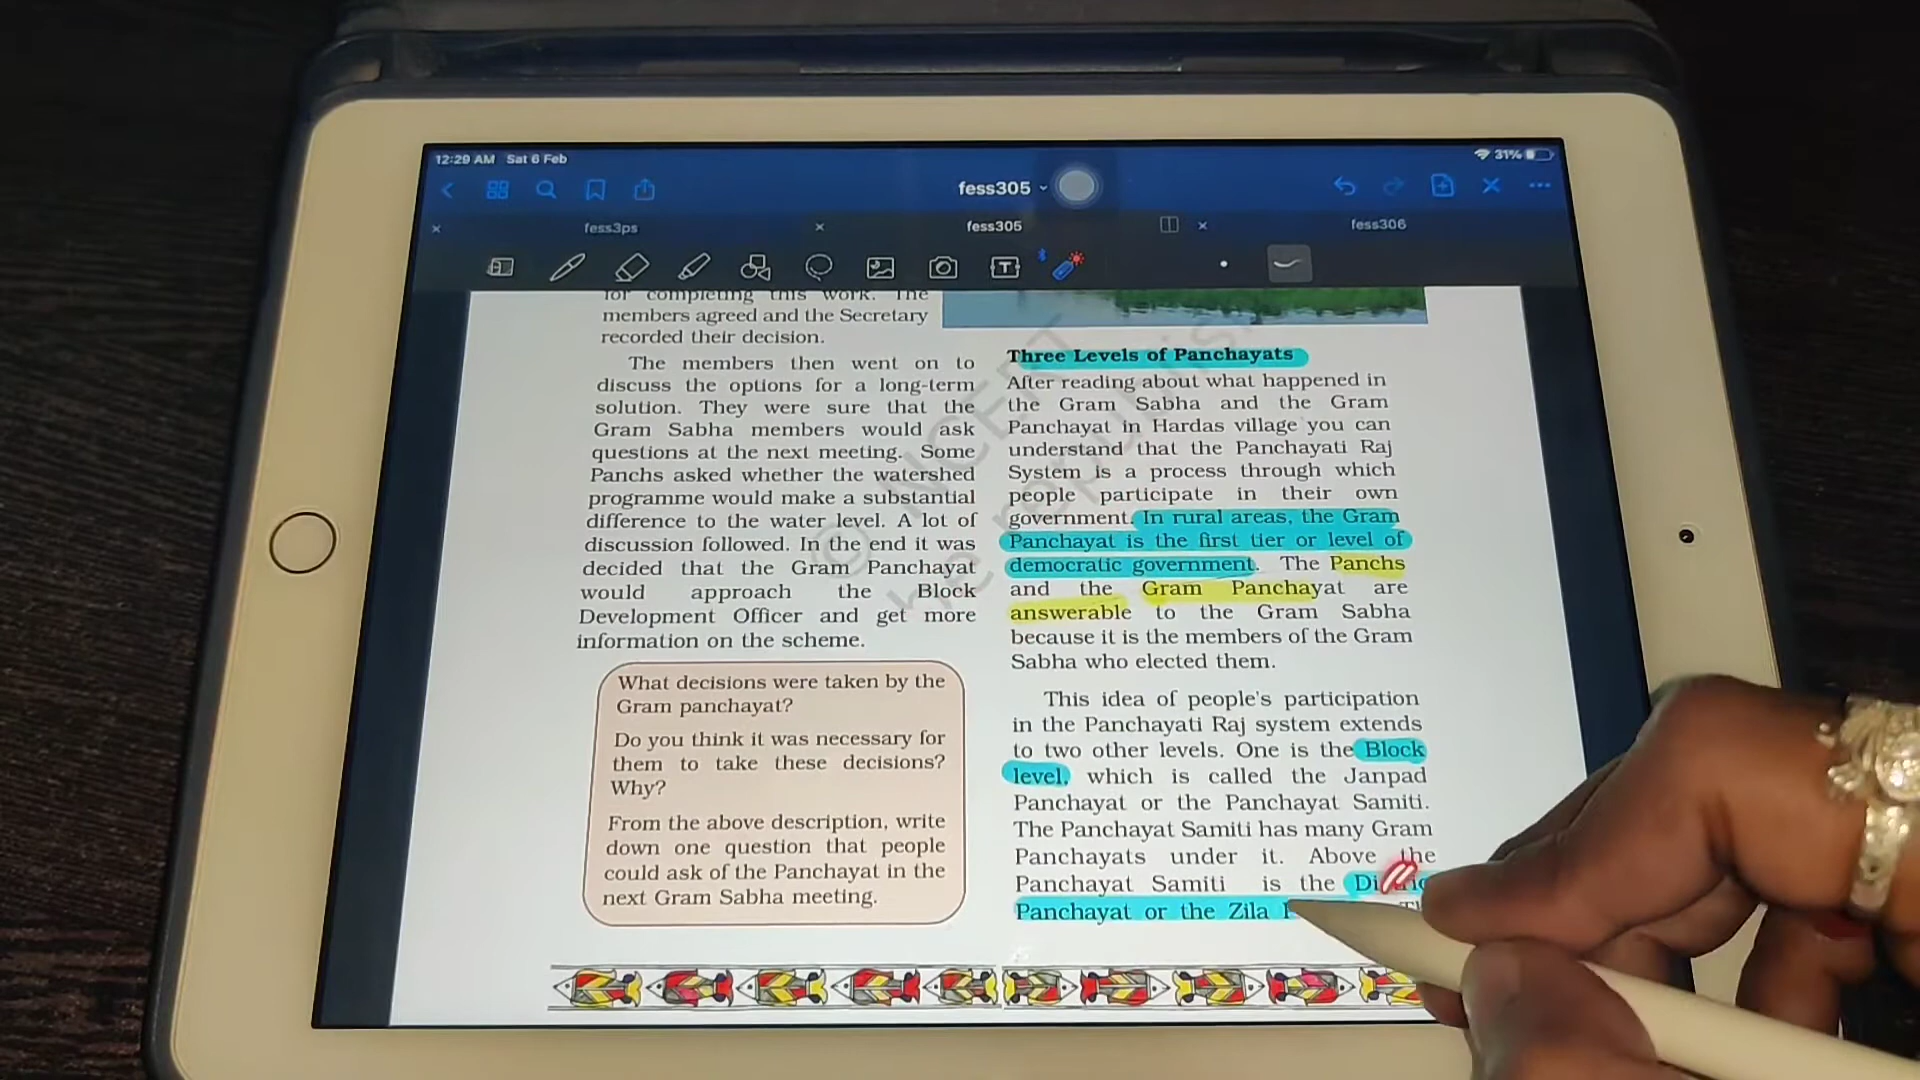 12:29 AM Sat 6 Feb
31%
fess305
fess3ps
fess305
fess306
for completing this work. The
members agreed and the Secretary
recorded their decision.
The members then went on to
discuss the options for a long-term
solution. They were sure that the
Gram Sabha members would ask
questions at the next meeting. Some
Panchs asked whether the watershed
programme would make a substantial
difference to the water level. A lot of
discussion followed. In the end it was
decided that the Gram Panchayat
would approach the Block
Development Officer and get more
information on the scheme.
What decisions were taken by the
Gram panchayat?
Do you think it was necessary for
them to take these decisions?
Why?
From the above description, write
down one question that people
could ask of the Panchayat in the
next Gram Sabha meeting.
Three Levels of Panchayats
After reading about what happened in
the Gram Sabha and the Gram
Panchayat in Hardas village you can
understand that the Panchayati Raj
System is a process through which
people participate in their own
government. In rural areas, the Gram
Panchayat is the first tier or level of
democratic government. The Panchs
and the Gram Panchayat are
answerable to the Gram Sabha
because it is the members of the Gram
Sabha who elected them.
This idea of people's participation
in the Panchayati Raj system extends
to two other levels. One is the Block
level, which is called the Janpad
Panchayat or the Panchayat Samiti.
The Panchayat Samiti has many Gram
Panchayats under it. Above the
Panchayat Samiti is the
Panchayat or the Zila